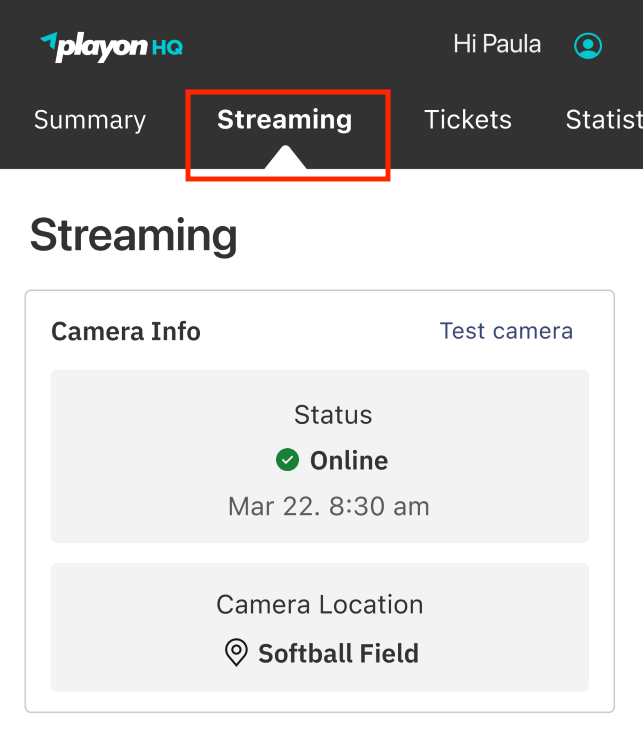 playon HQ
Hi Paula
Summary Streaming Tickets Statist
Streaming
Camera Info Test camera
Status
Online
Mar 22. 8:30 am
Camera Location
Softball Field